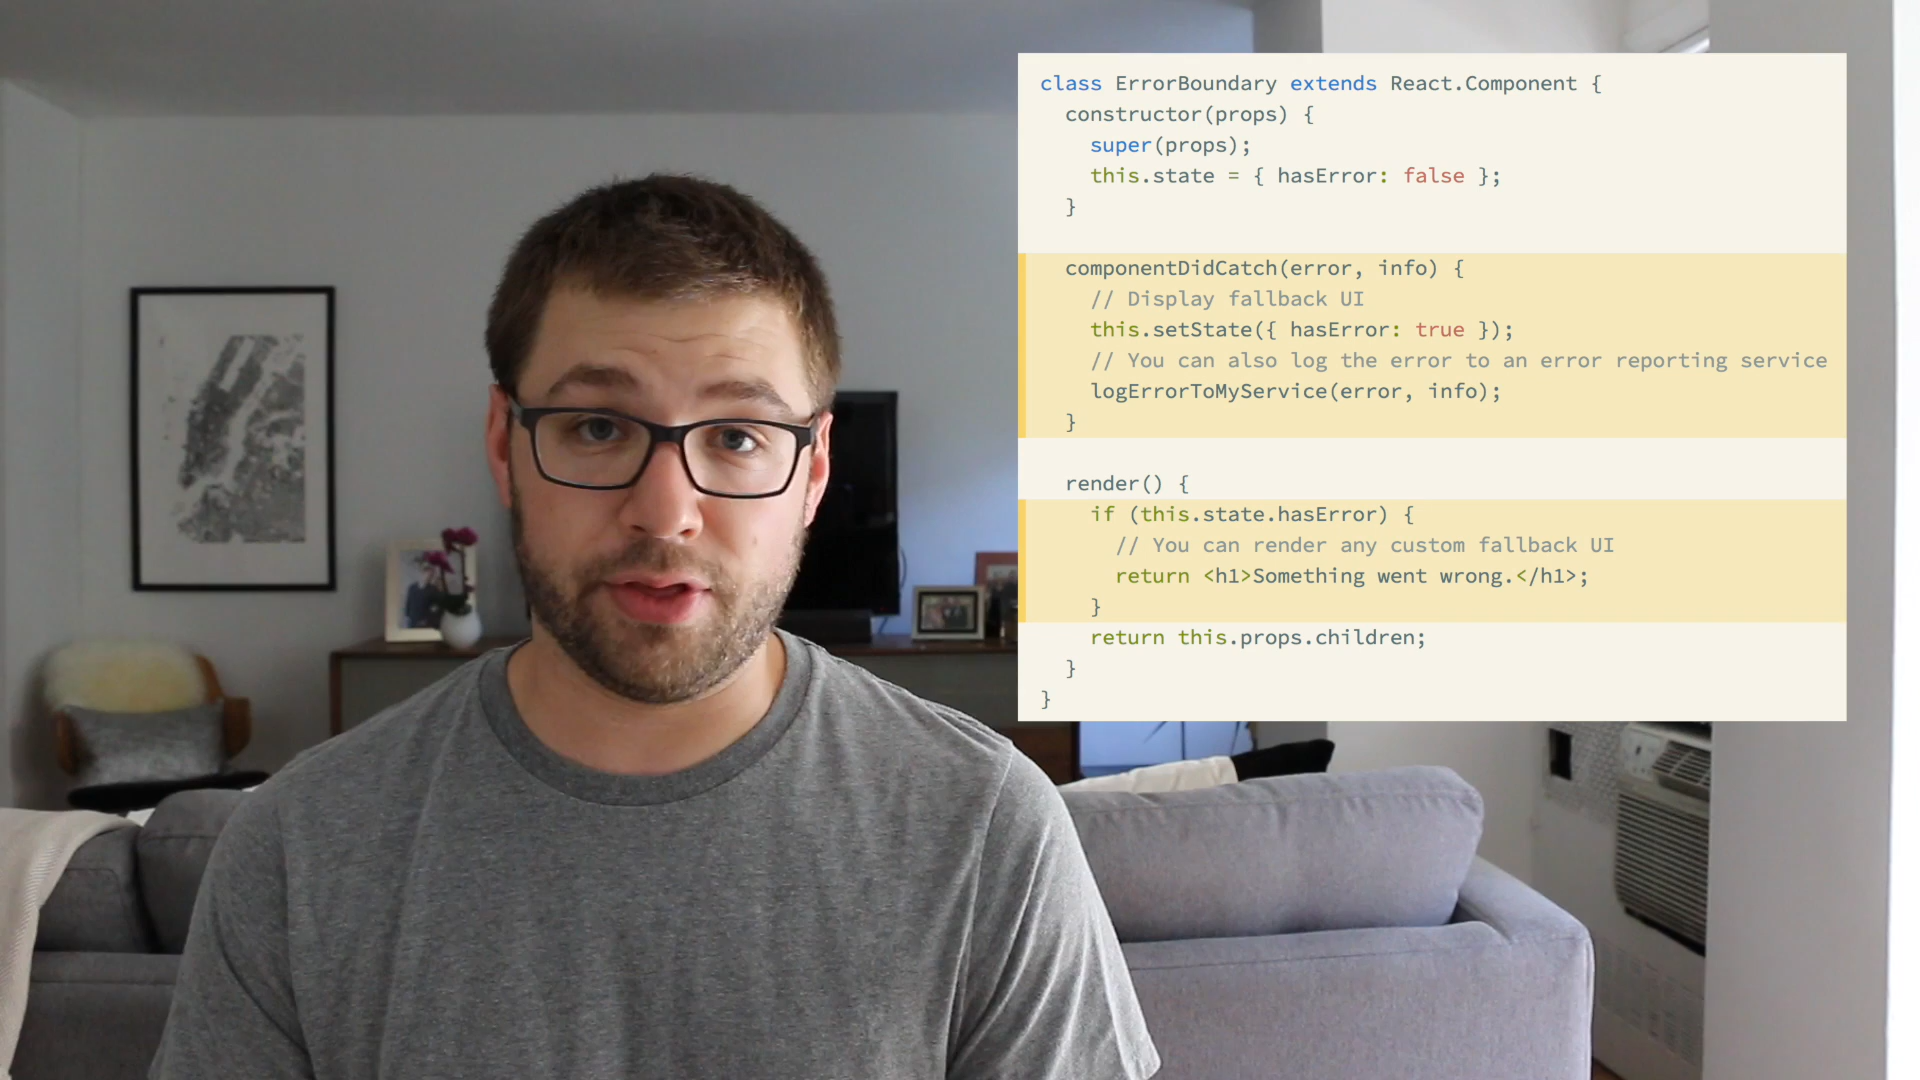 class ErrorBoundary extends React.Component {
constructor(props) {
super(props);
this.state = { hasError: false };
}
componentDidCatch(error, info) {
// Display fallback UI
this.setState({ hasError: true });
// You can also log the error to an error reporting service
logErrorToMyService(error, info);
}
render() {
if (this.state.hasError) {
// You can render any custom fallback UI
return <h1>Something went wrong.</h1>;
}
return this.props.children;
}
}